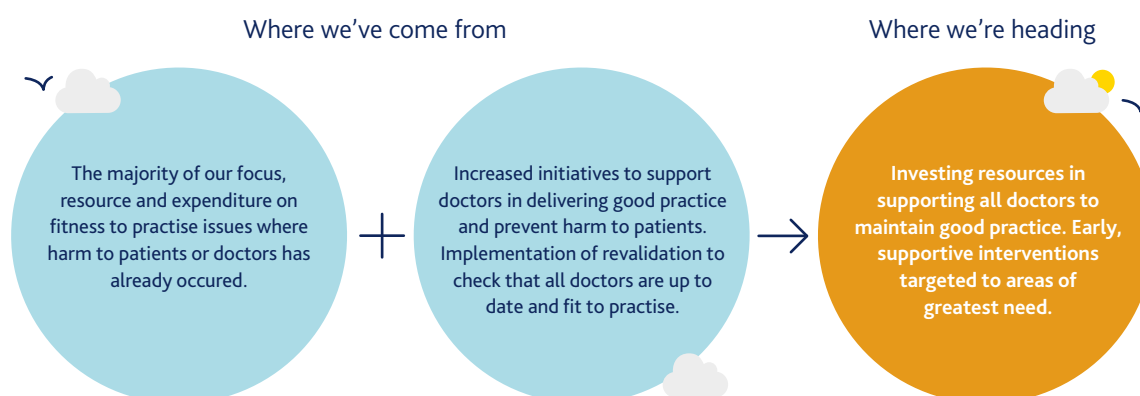 Where we've come from
Where we're heading
The majority of our focus,
resource and expenditure on
fitness to practise issues where
harm to patients or doctors has
already occured.
Increased initiatives to support
doctors in delivering good practice
and prevent harm to patients.
Implementation of revalidation to
check that all doctors are up to
date and fit to practise.
Investing resources in
supporting all doctors to
maintain good practice. Early,
supportive interventions
targeted to areas of
greatest need.